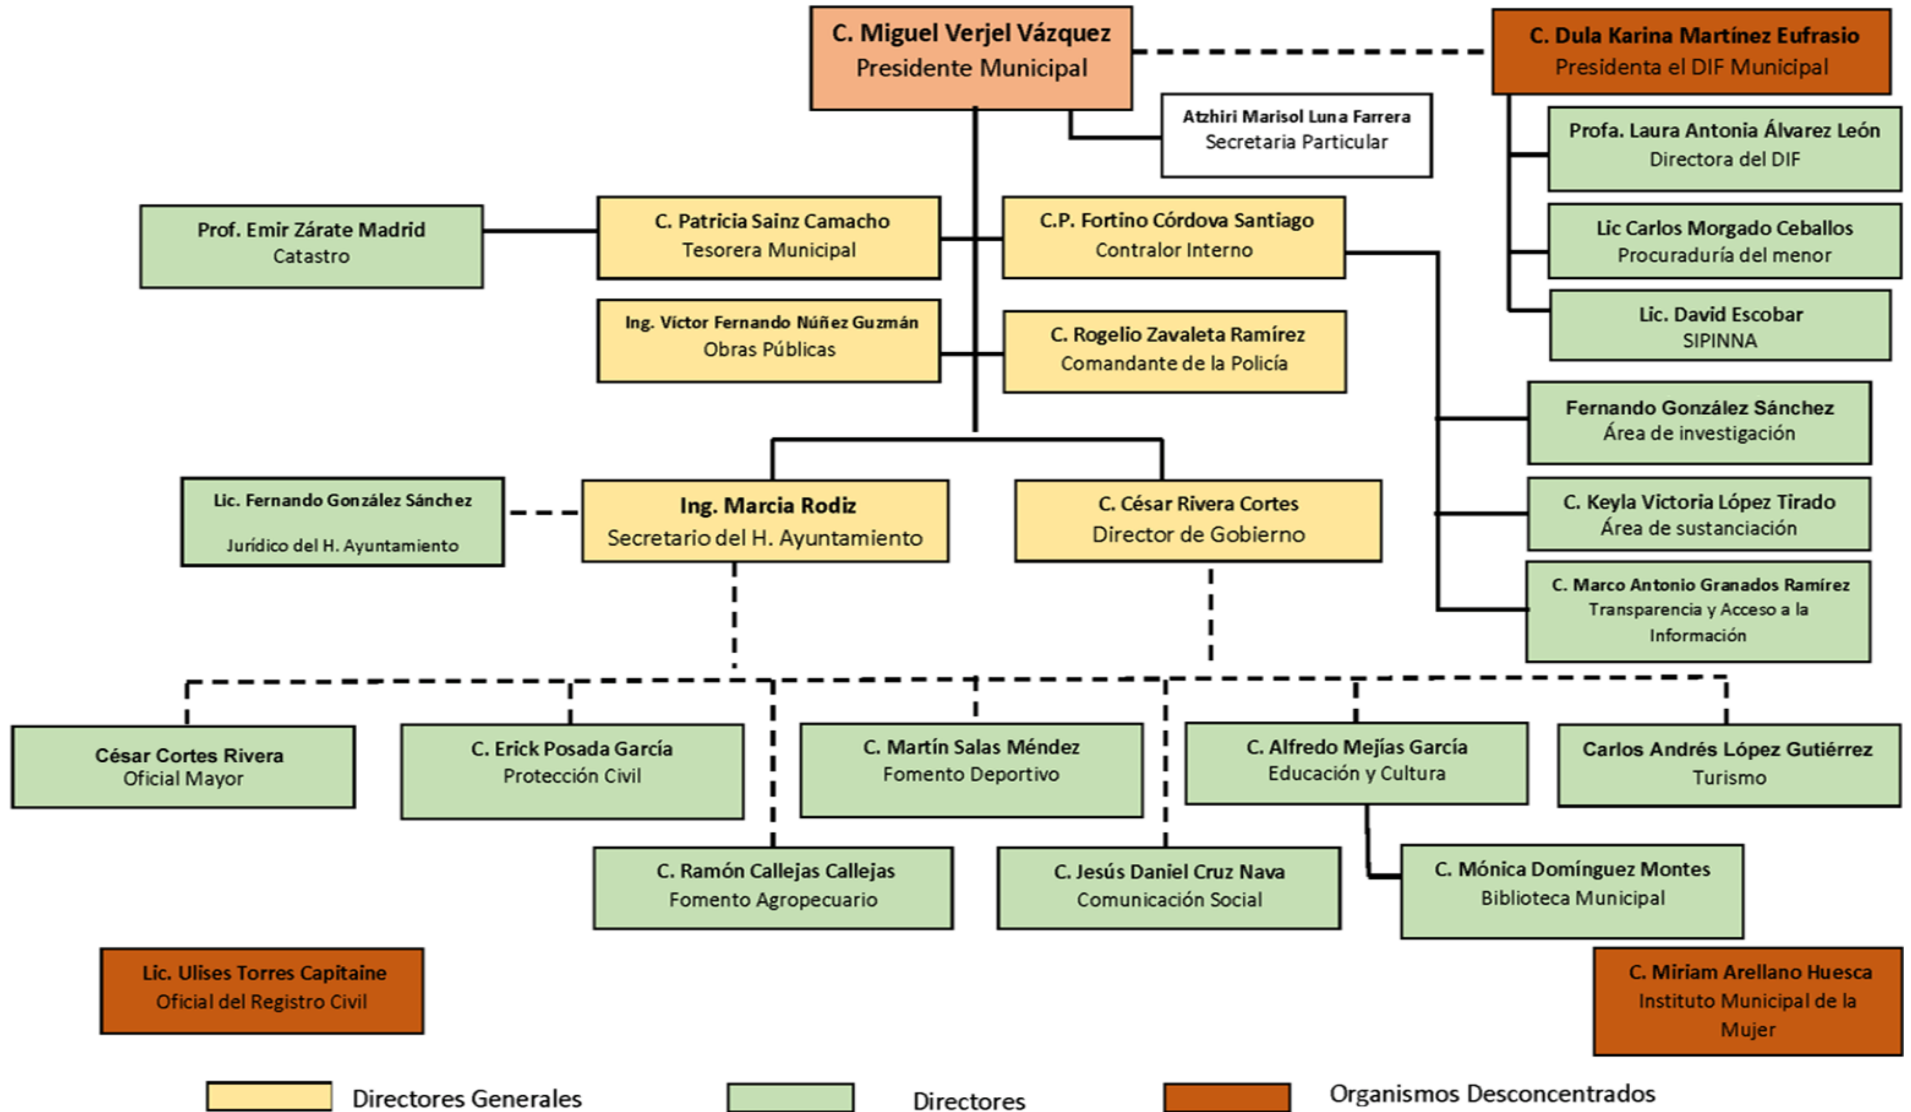 C. Miguel Verjel Vázquez
Presidente Municipal
C. Dula Karina Martínez Eufrasio
Presidenta el DIF Municipal
Atzhiri Marisol Luna Farrera
Secretaria Particular
Profa. Laura Antonia Álvarez León
Directora del DIF
Prof. Emir Zárate Madrid
Catastro
C. Patricia Sainz Camacho
Tesorera Municipal
C.P. Fortino Córdova Santiago
Contralor Interno
Lic Carlos Morgado Ceballos
Procuraduría del menor
Ing. Víctor Fernando Núñez Guzmán
Obras Públicas
C. Rogelio Zavaleta Ramírez
Comandante de la Policía
Lic. David Escobar
SIPINNA
Fernando González Sánchez
Área de investigación
Lic. Fernando González Sánchez
Jurídico del H. Ayuntamiento
Ing. Marcia Rodiz
Secretario del H. Ayuntamiento
C. César Rivera Cortes
Director de Gobierno
C. Keyla Victoria López Tirado
Área de sustanciación
C. Marco Antonio Granados Ramírez
Transparencia y Acceso a la
Información
César Cortes Rivera
Oficial Mayor
C. Erick Posada García
Protección Civil
C. Martín Salas Méndez
Fomento Deportivo
C. Alfredo Mejías García
Educación y Cultura
Carlos Andrés López Gutiérrez
Turismo
C. Ramón Callejas Callejas
Fomento Agropecuario
C. Jesús Daniel Cruz Nava
Comunicación Social
C. Mónica Domínguez Montes
Biblioteca Municipal
Lic. Ulises Torres Capitaine
Oficial del Registro Civil
C. Miriam Arellano Huesca
Instituto Municipal de la
Mujer
Directores Generales
Directores
Organismos Desconcentrados